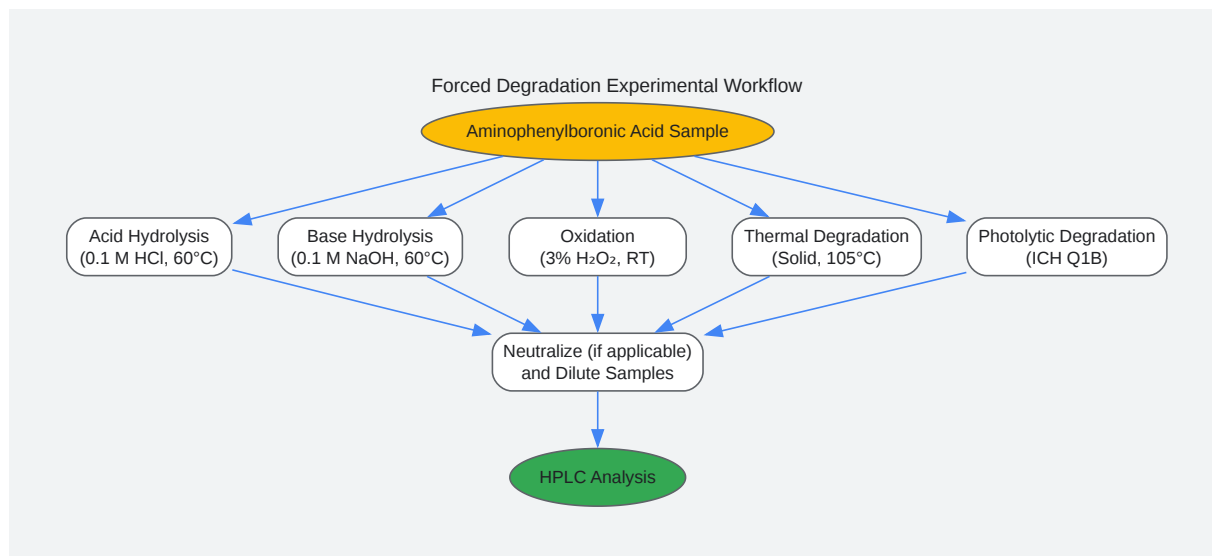 Forced Degradation Experimental Workflow
Aminophenylboronic Acid Sample
Acid Hydrolysis
(0.1 M HCl, 60°C)
Base Hydrolysis
(0.1 M NaOH, 60°C)
Oxidation
(3% H₂O₂, RT)
Thermal Degradation
(Solid, 105°C)
Photolytic Degradation
(ICH Q1B)
Neutralize (if applicable)
and Dilute Samples
HPLC Analysis